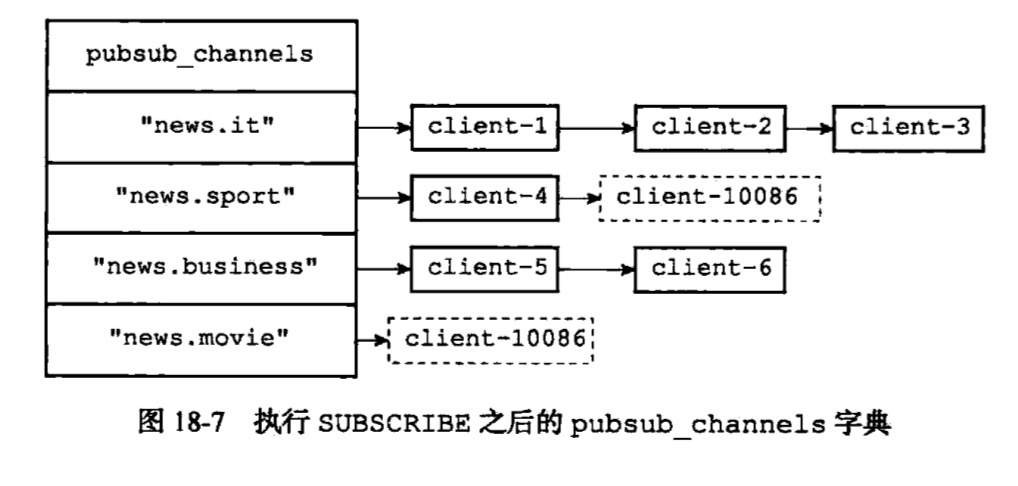 pubsub_channels
"news.it" client-1 client-2 client-3
"news.sport" client-4 client-10086
"news.business" client-5 client-6
"news.movie" client-10086
图 18-7 执行 SUBSCRIBE 之后的 pubsub_channels 字典